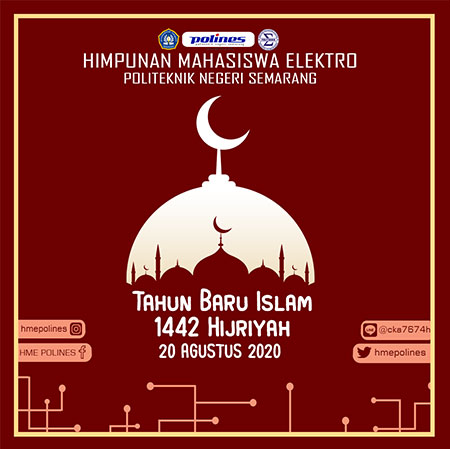 polines
HIMPUNAN MAHASISWA ELEKTRO
POLITEKNIK NEGERI SEMARANG
TAHUN BARU ISLAM
1442 HIJRIYAH
20 AGUSTUS 2020
hmepolines
HME POLINES
@cka7674h
hmepolines